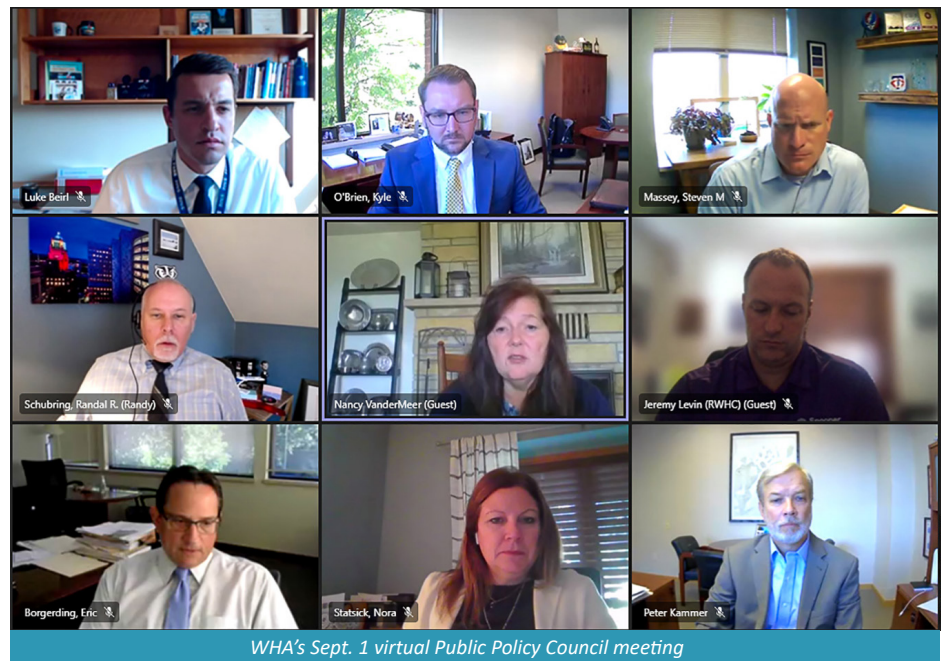 Luke Beirl
O'Brien, Kyle
Massey, Steven M
Schubring, Randal R. (Randy)
Nancy VanderMeer (Guest)
Jeremy Levin (RWHC) (Guest)
Borgerding, Eric
Statsick, Nora
Peter Kammer
WHA's Sept. 1 virtual Public Policy Council meeting